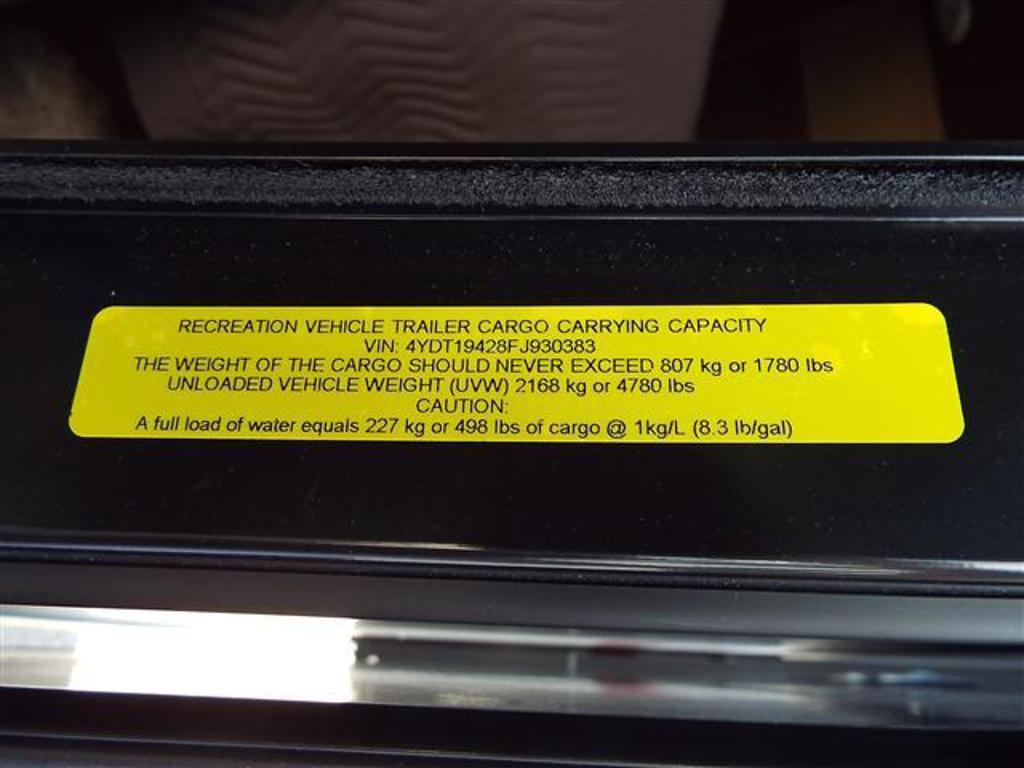 RECREATION VEHICLE TRAILER CARGO CARRYING CAPACITY
VIN: 4YDT19428FJ930383
THE WEIGHT OF THE CARGO SHOULD NEVER EXCEED 807 kg or 1780 lbs
UNLOADED VEHICLE WEIGHT (UVW) 2168 kg or 4780 lbs
CAUTION:
A full load of water equals 227 kg or 498 lbs of cargo @ 1kg/L (8.3 lb/gal)